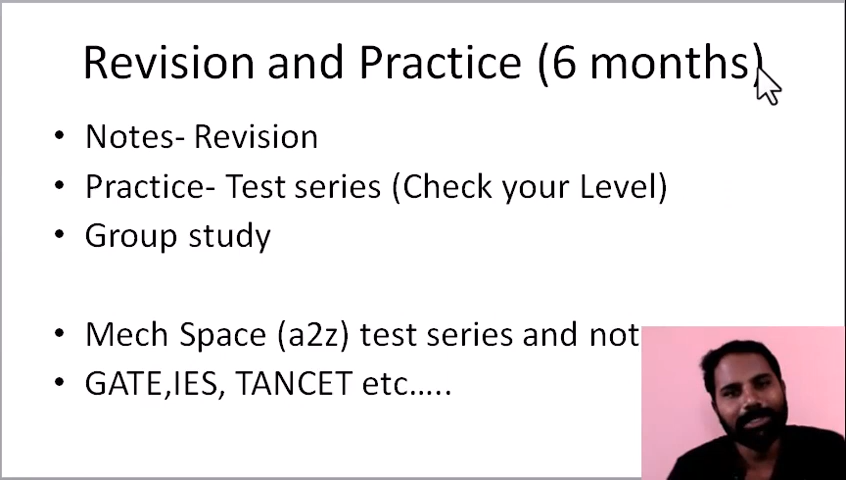 Revision and Practice (6 months)
• Notes- Revision
• Practice- Test series (Check your Level)
• Group study
• Mech Space (a2z) test series and not
• GATE,IES, TANCET etc.....